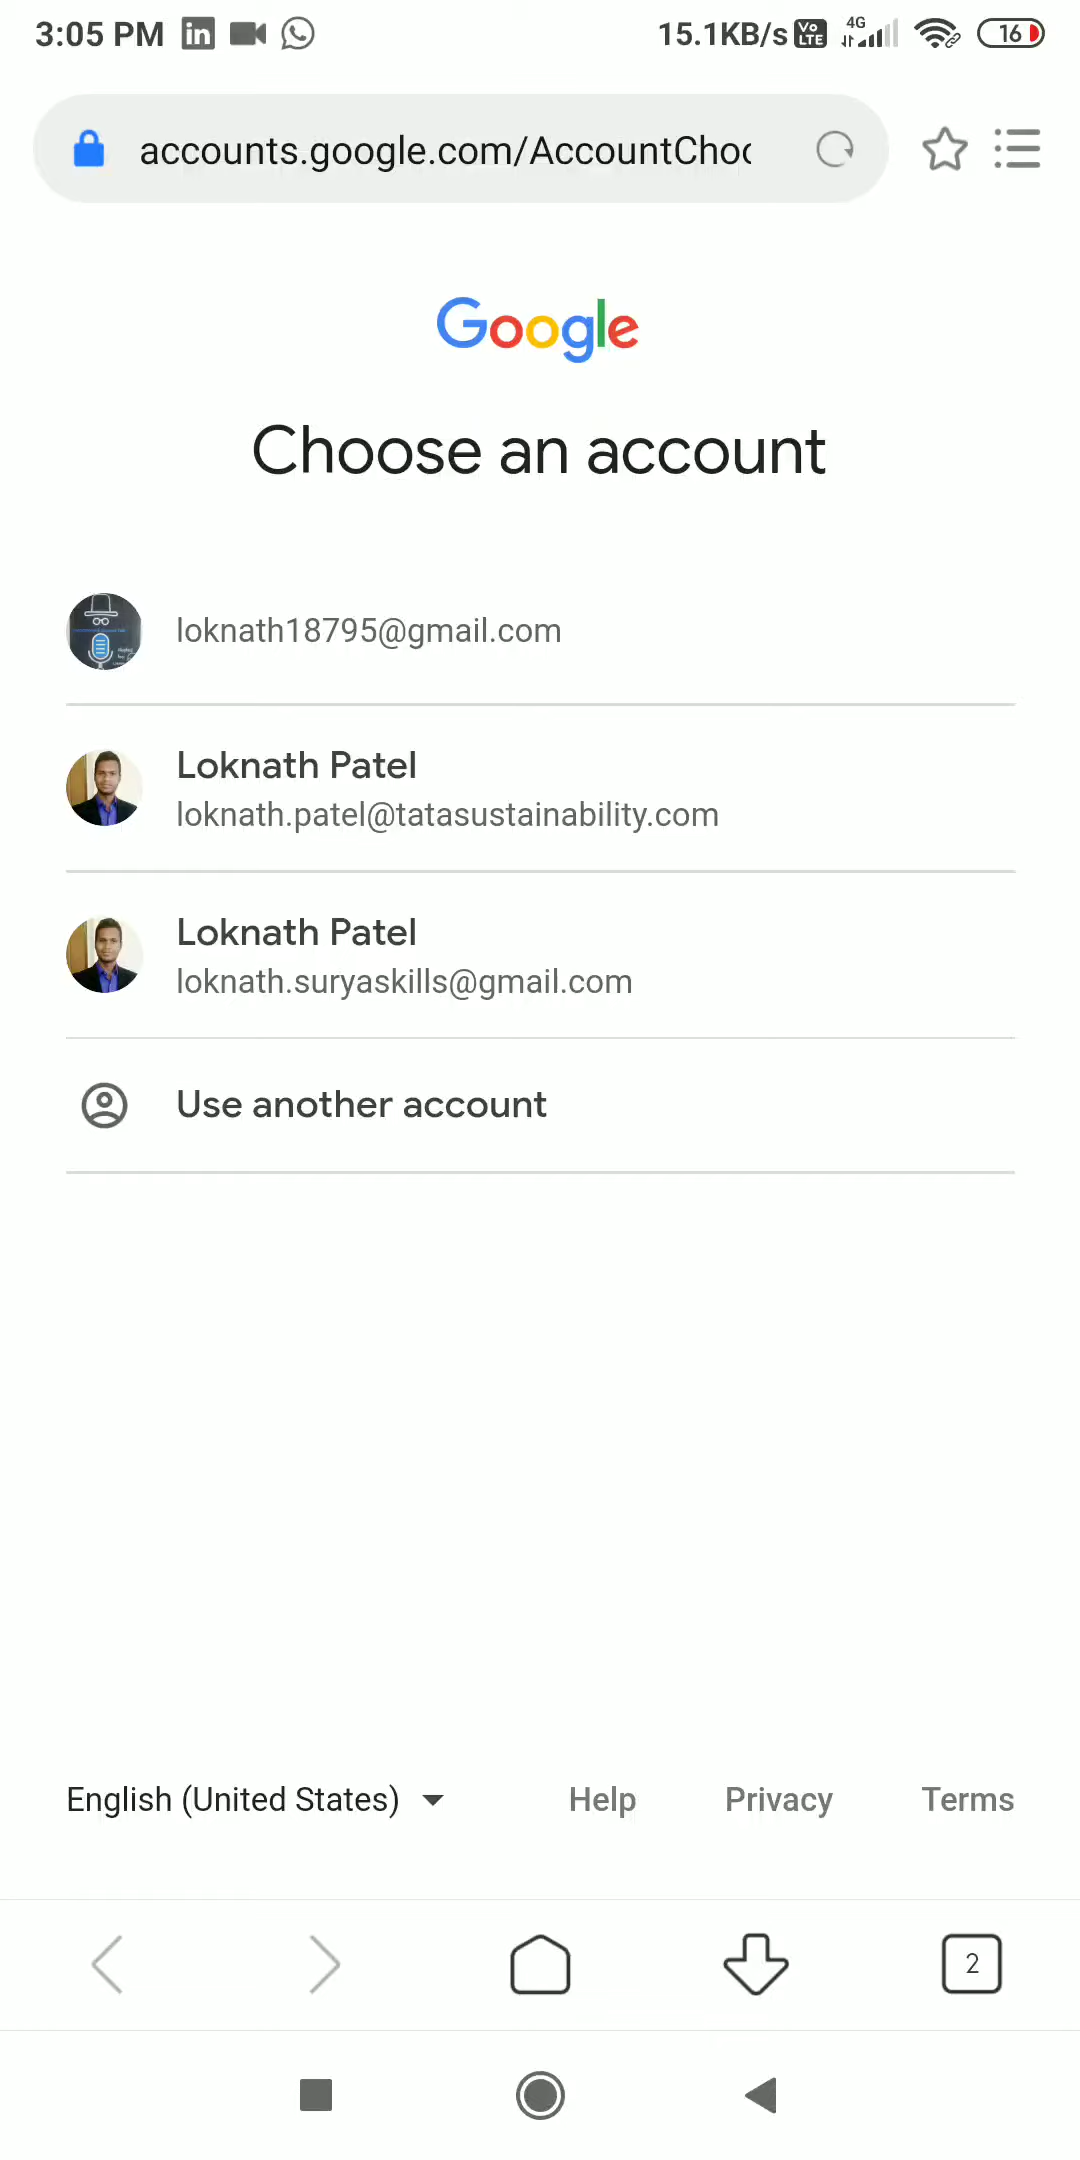 3:05 PM
15.1KB/s Vo LTE 4G 16
accounts.google.com/AccountChoo
Google
Choose an account
loknath18795@gmail.com
Loknath Patel
loknath.patel@tatasustainability.com
Loknath Patel
loknath.suryaskills@gmail.com
Use another account
English (United States)
Help Privacy Terms
2